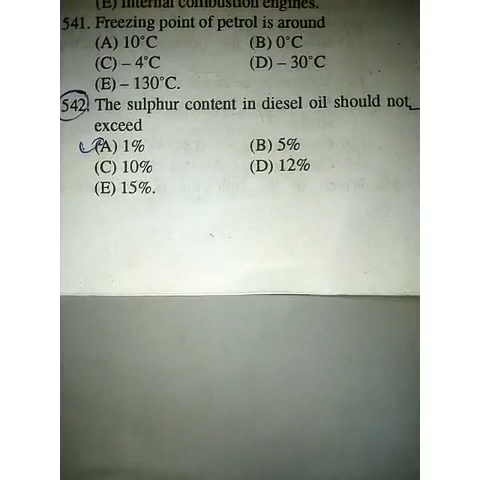 (E) Internal combustion engines.
541. Freezing point of petrol is around
(A) 10°C (B) 0°C
(C) – 4°C (D) – 30°C
(E) – 130°C.
542. The sulphur content in diesel oil should not
exceed
(A) 1% (B) 5%
(C) 10% (D) 12%
(E) 15%.